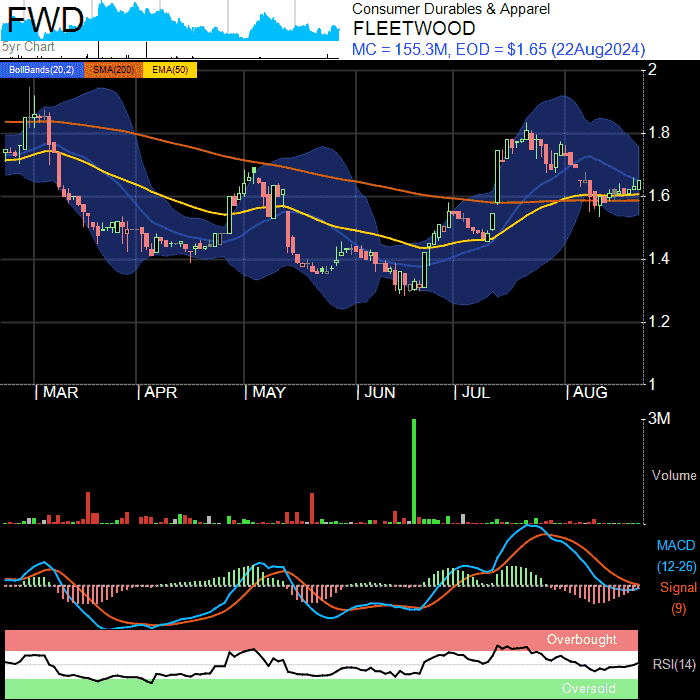 FWD
5yr Chart
Consumer Durables & Apparel
FLEETWOOD
MC = 155.3M, EOD = $1.65 (22Aug2024)
BollBands(20,2) SMA(200) EMA(50)
2
1.8
1.6
1.4
1.2
1
| MAR | APR | MAY | JUN | JUL | AUG
3M
Volume
MACD
(12-26)
Signal
(9)
Overbought
RSI(14)
Oversold